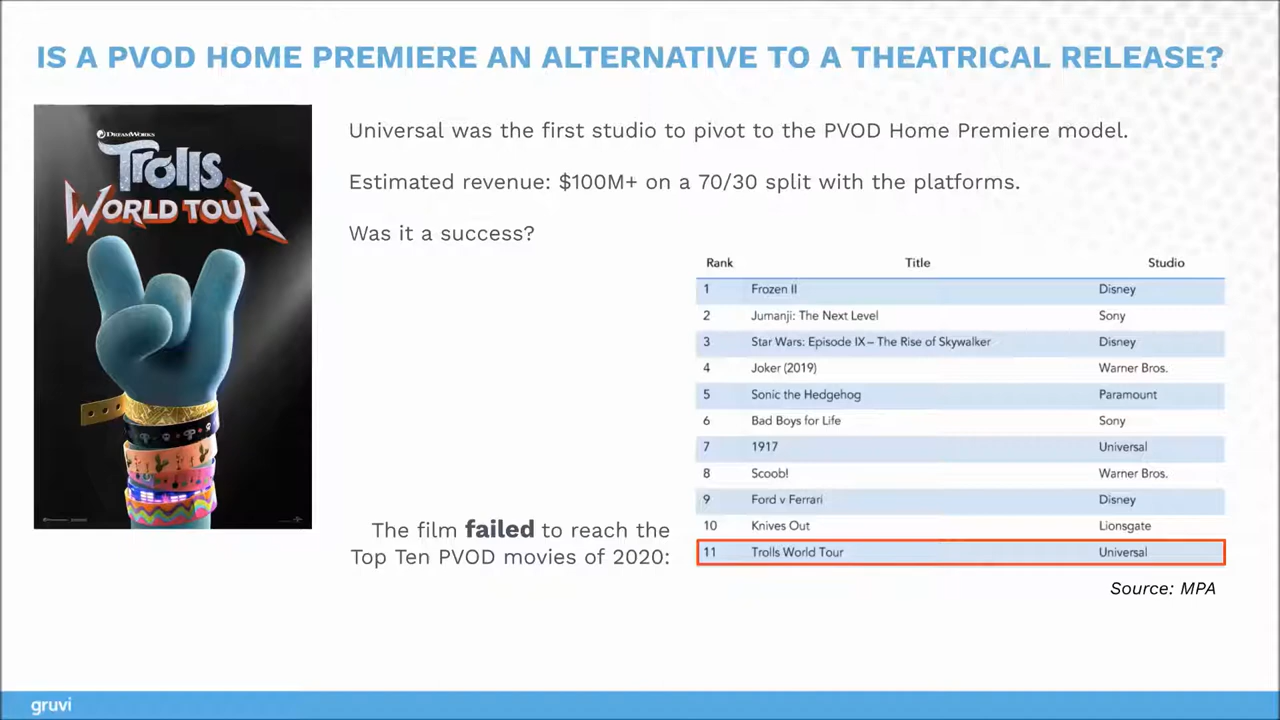 IS A PVOD HOME PREMIERE AN ALTERNATIVE TO A THEATRICAL RELEASE?
DREAMWORKS
Trolls
WORLD TOUR
Universal was the first studio to pivot to the PVOD Home Premiere model.
Estimated revenue: $100M+ on a 70/30 split with the platforms.
Was it a success?
Rank Title Studio
1 Frozen II Disney
2 Jumanji: The Next Level Sony
3 Star Wars: Episode IX – The Rise of Skywalker Disney
4 Joker (2019) Warner Bros.
5 Sonic the Hedgehog Paramount
6 Bad Boys for Life Sony
7 1917 Universal
8 Scoob! Warner Bros.
9 Ford v Ferrari Disney
10 Knives Out Lionsgate
11 Trolls World Tour Universal
The film failed to reach the
Top Ten PVOD movies of 2020:
Source: MPA
gruvi